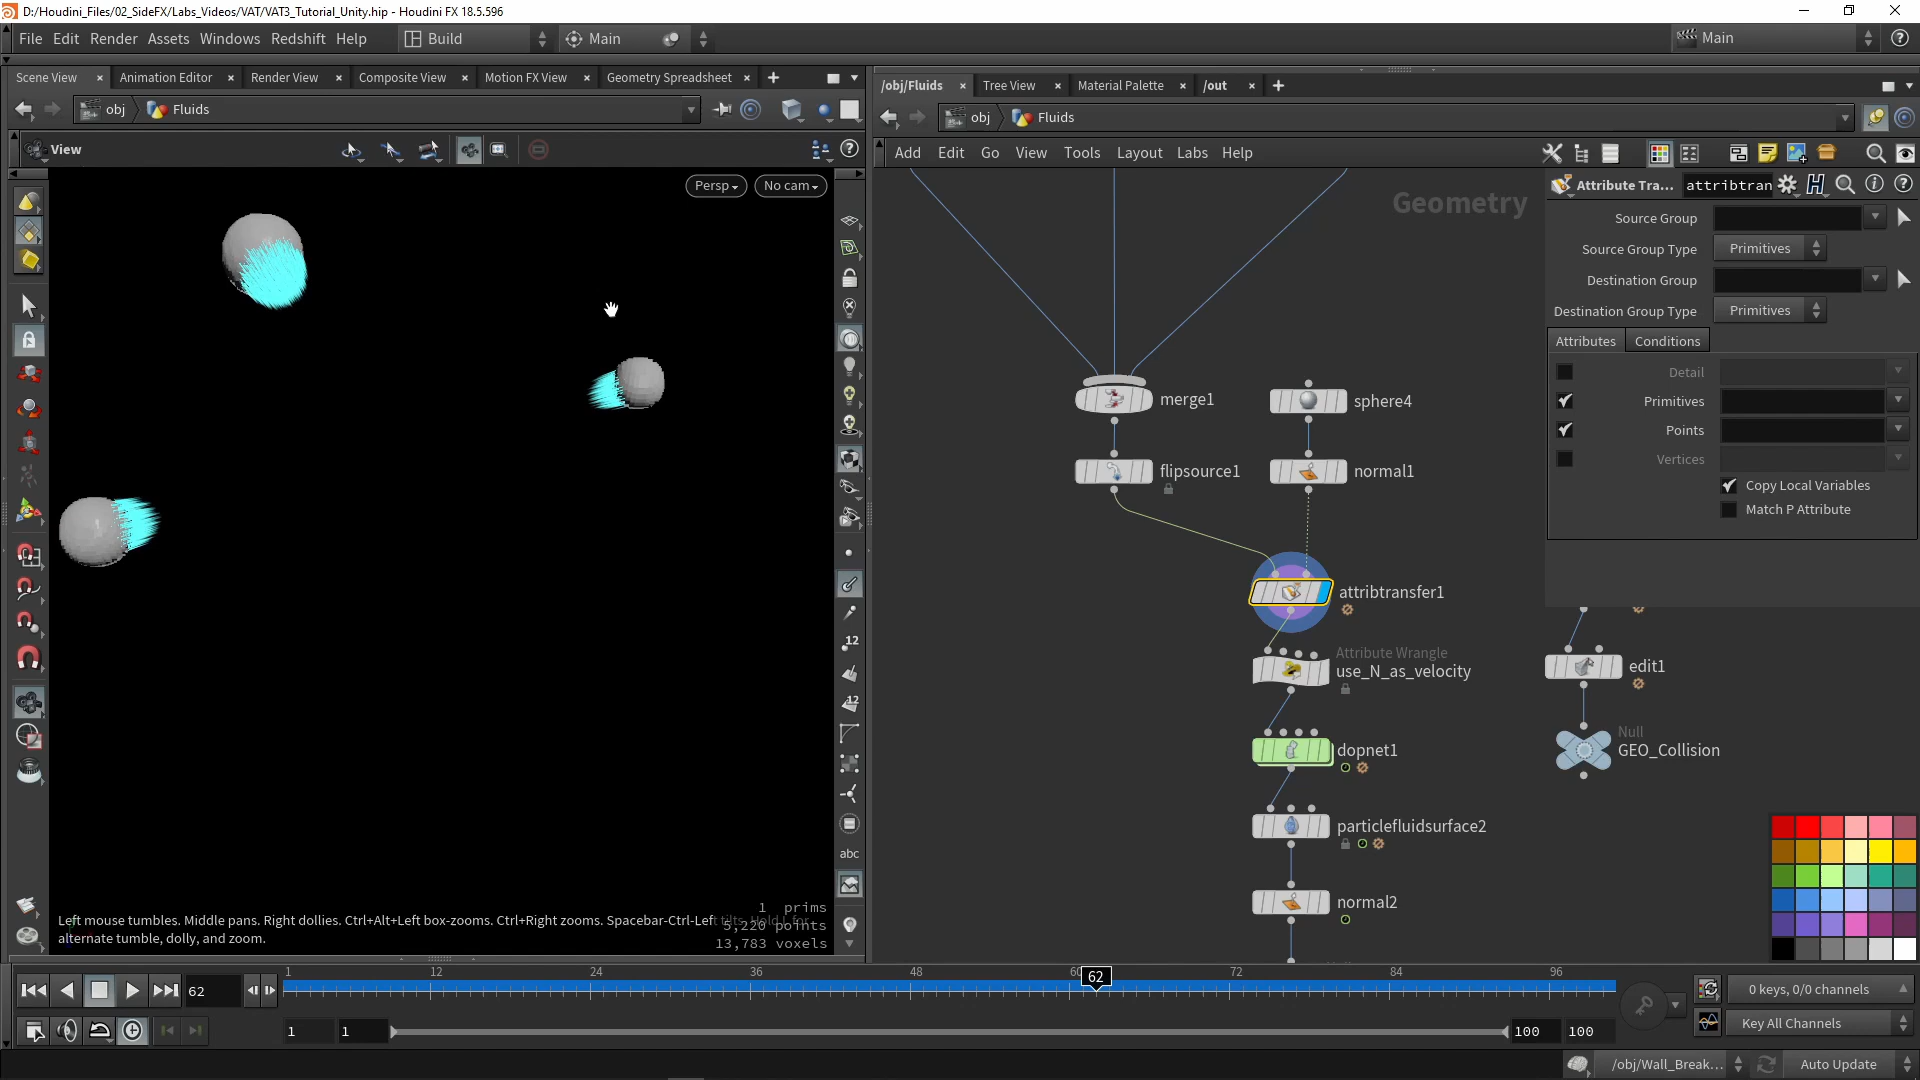 D:/Houdini_Files/02_SideFX/Labs_Videos/VAT/VAT3_Tutorial_Unity.hip - Houdini FX 18.5.596
File Edit Render Assets Windows Redshift Help Build Main Main
Scene View Animation Editor Render View Composite View Motion FX View Geometry Spreadsheet
/obj/Fluids Tree View Material Palette /out
obj Fluids
obj Fluids
View
Add Edit Go View Tools Layout Labs Help
Persp No cam
Geometry
Attribute Tra... attribtran
Source Group
Source Group Type Primitives
Destination Group
Destination Group Type Primitives
Attributes Conditions
Detail
Primitives
Points
Vertices
Copy Local Variables
Match P Attribute
merge1
sphere4
flipsource1
normal1
attribtransfer1
Attribute Wrangle
use_N_as_velocity
edit1
dopnet1
Null
GEO_Collision
particlefluidsurface2
normal2
12
12
abc
1 prims
5,220 points
13,783 voxels
Left mouse tumbles. Middle pans. Right dollies. Ctrl+Alt+Left box-zooms. Ctrl+Right zooms. Spacebar-Ctrl-Left
alternate tumble, dolly, and zoom.
1 12 24 36 48 60 62 72 84 96
62
0 keys, 0/0 channels
1 1 100 100
Key All Channels
/obj/Wall_Break... Auto Update